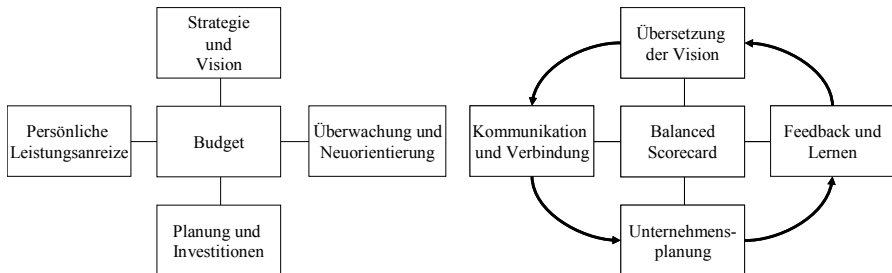 Strategie
und
Vision
Persönliche
Leistungsanreize
Budget
Überwachung und
Neuorientierung
Planung und
Investitionen
Übersetzung
der Vision
Kommunikation
und Verbindung
Balanced
Scorecard
Feedback und
Lernen
Unternehmens-
planung